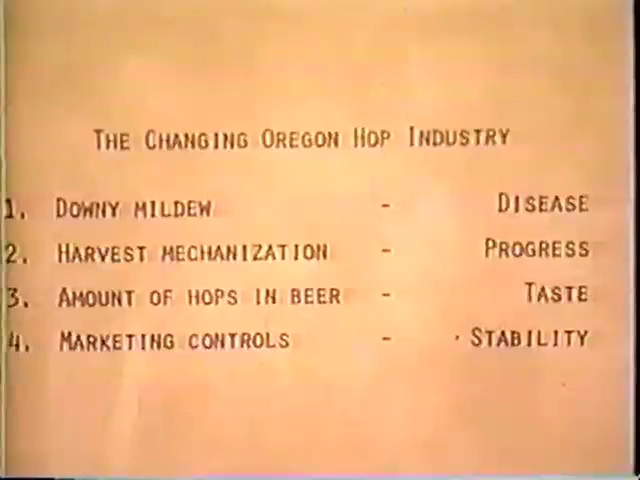 The Changing Oregon Hop Industry
1. Downy mildew - Disease
2. Harvest mechanization - Progress
3. Amount of hops in beer - Taste
4. Marketing controls - Stability